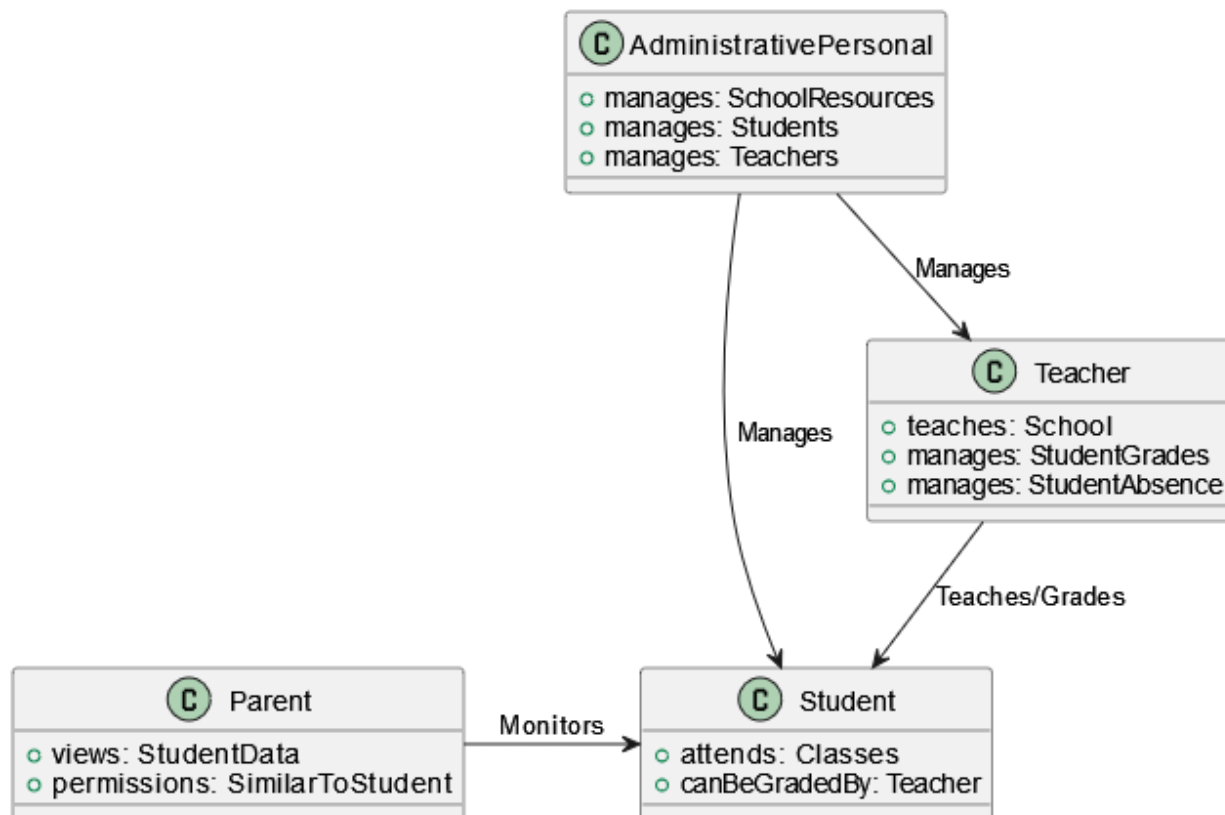 C AdministrativePersonal
manages: SchoolResources
manages: Students
manages: Teachers
Manages
C Teacher
teaches: School
manages: StudentGrades
manages: StudentAbsence
Manages
Teaches/Grades
C Parent
views: StudentData
permissions: SimilarToStudent
Monitors
C Student
attends: Classes
canBeGradedBy: Teacher